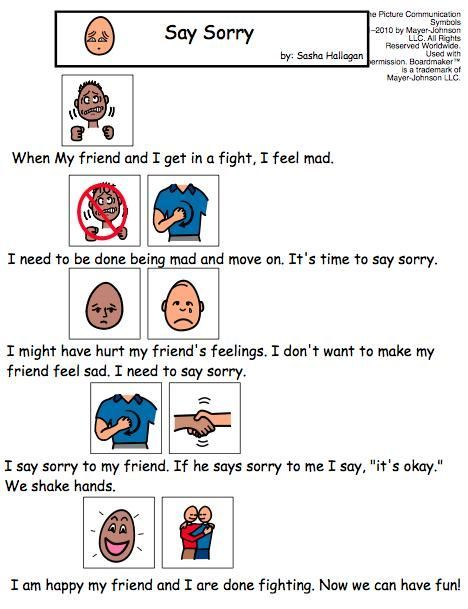 Say Sorry
by: Sasha Hallagan
he Picture Communication
Symbols
–2010 by Mayer-Johnson
LLC. All Rights
Reserved Worldwide.
Used with
permission. Boardmaker™
is a trademark of
Mayer-Johnson LLC.
When My friend and I get in a fight, I feel mad.
I need to be done being mad and move on. It's time to say sorry.
I might have hurt my friend's feelings. I don't want to make my
friend feel sad. I need to say sorry.
I say sorry to my friend. If he says sorry to me I say, "it's okay."
We shake hands.
I am happy my friend and I are done fighting. Now we can have fun!